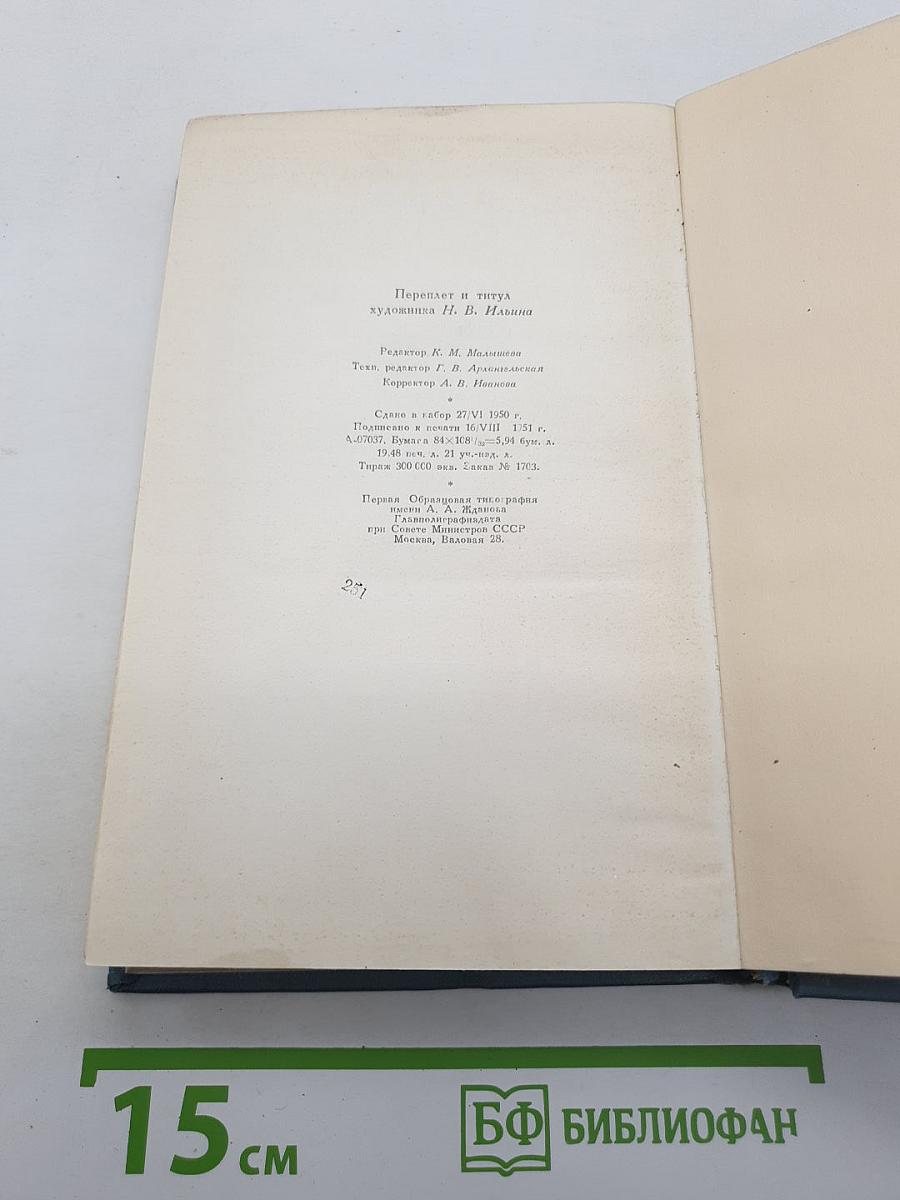 Переплет и титул
художника Н. В. Ильина
Редактор К. М. Малышева
Техн. редактор Г. В. Архангельская
Корректор А. В. Иванова
*
Сдано в набор 27/VI 1950 г.
Подписано к печати 16/VIII 1751 г.
А-07037. Бумага 84×108¹/₃₂=5,94 бум. л.
19.48 печ. л. 21 уч.-изд. л.
Тираж 300 000 экз. Заказ № 1703.
*
Первая Образцовая типография
имени А. А. Жданова
Главполиграфиздата
при Совете Министров СССР
Москва, Валовая 28.
251
15 см
БФ БИБЛИОФАН